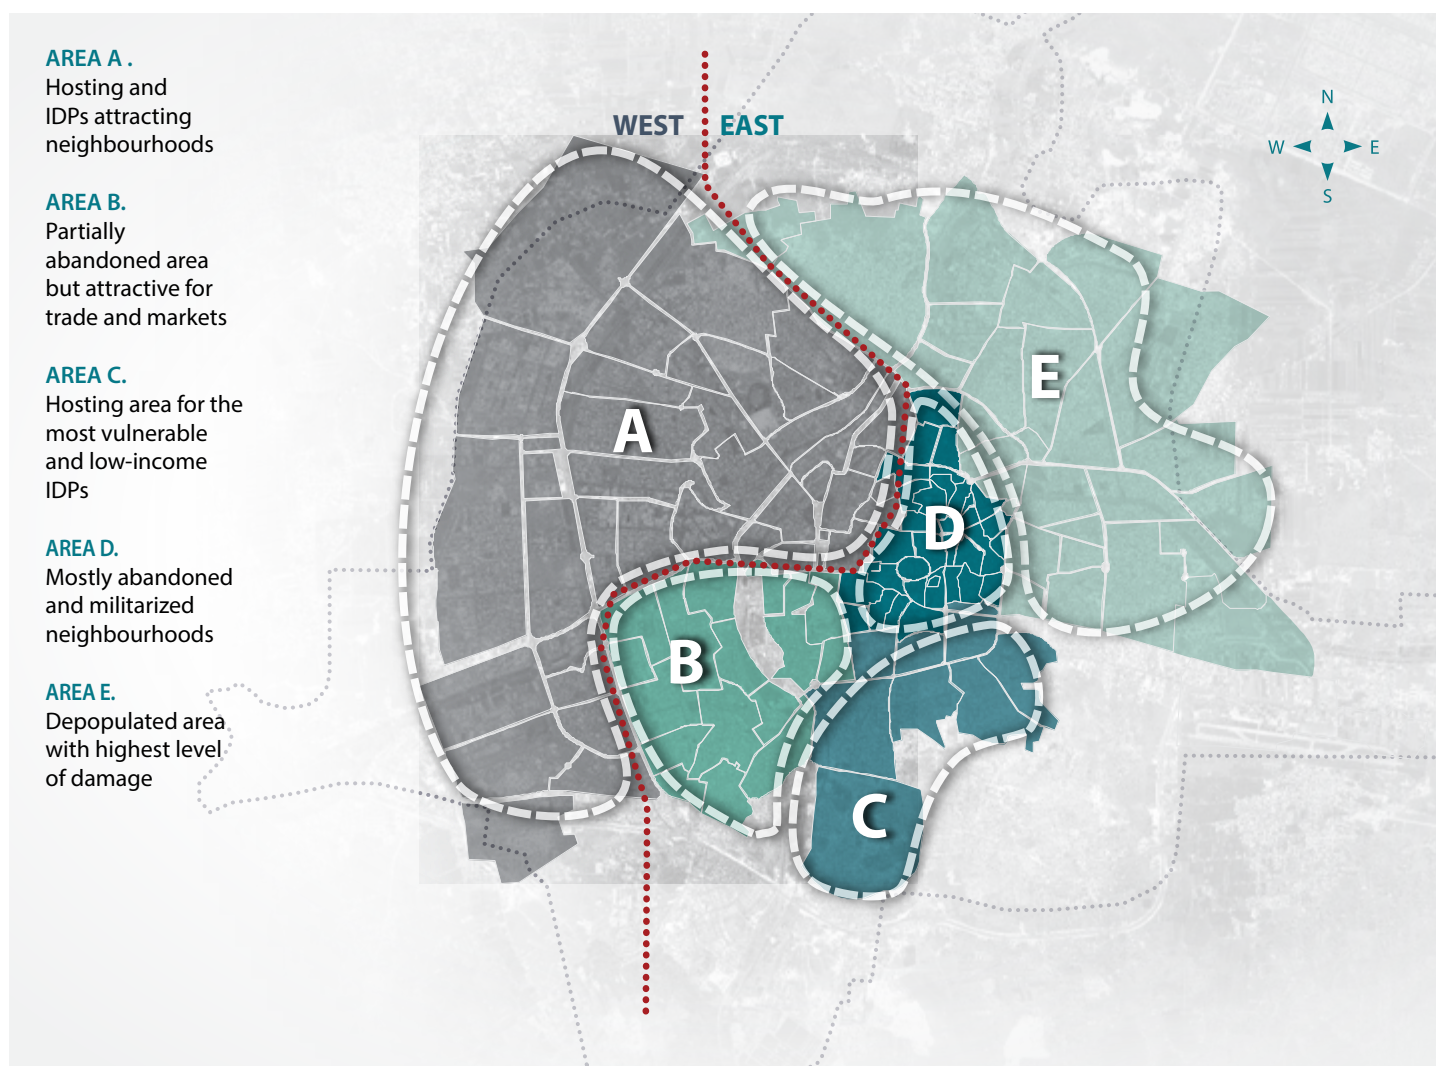 AREA A .
Hosting and
IDPs attracting
neighbourhoods
AREA B.
Partially
abandoned area
but attractive for
trade and markets
AREA C.
Hosting area for the
most vulnerable
and low-income
IDPs
AREA D.
Mostly abandoned
and militarized
neighbourhoods
AREA E.
Depopulated area
with highest level
of damage
WEST EAST
N
W E
S
E
A
D
B
C